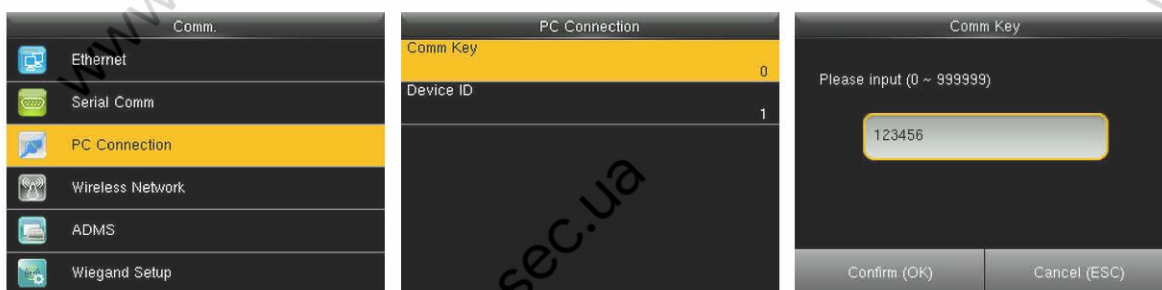 Comm.
Ethernet
Serial Comm
PC Connection
Wireless Network
ADMS
Wiegand Setup
PC Connection
Comm Key
0
Device ID
1
Comm Key
Please input (0 ~ 999999)
123456
Confirm (OK)
Cancel (ESC)
www
sec.ua